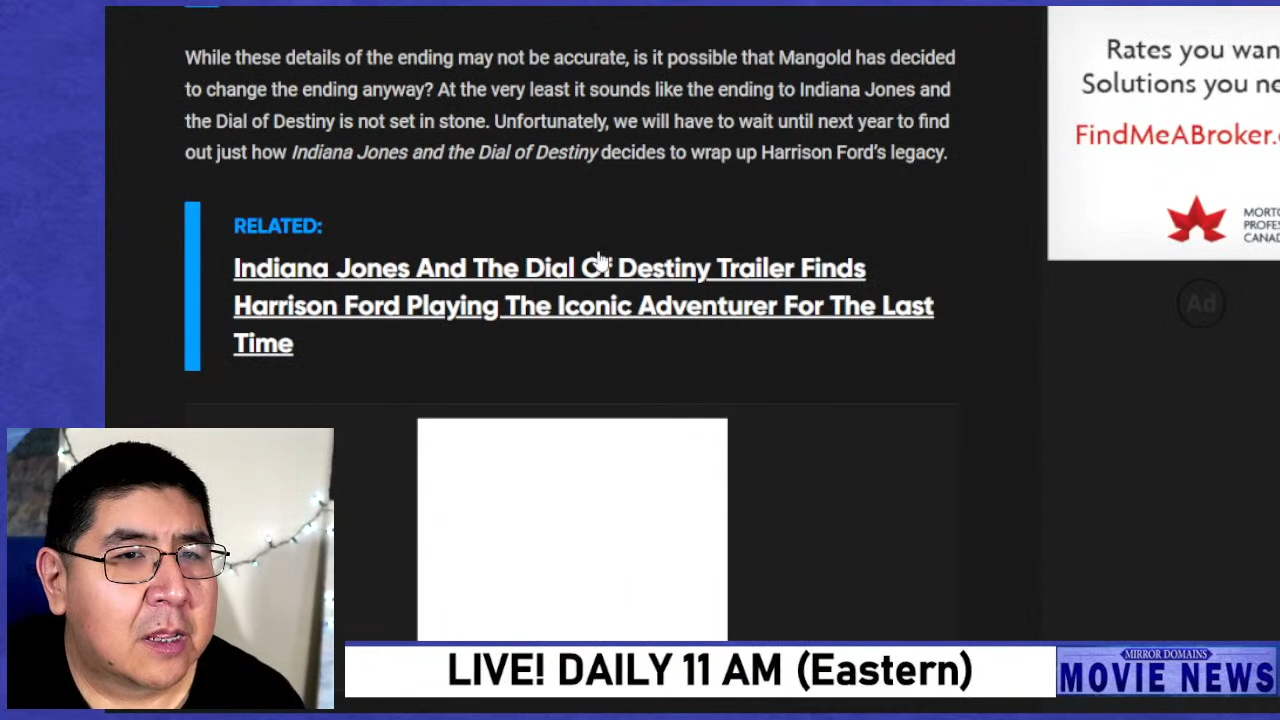 While these details of the ending may not be accurate, is it possible that Mangold has decided
to change the ending anyway? At the very least it sounds like the ending to Indiana Jones and
the Dial of Destiny is not set in stone. Unfortunately, we will have to wait until next year to find
out just how Indiana Jones and the Dial of Destiny decides to wrap up Harrison Ford's legacy.
RELATED:
Indiana Jones And The Dial Of Destiny Trailer Finds
Harrison Ford Playing The Iconic Adventurer For The Last
Time
Rates you
Solutions you
FindMeABroker.
Ad
LIVE! DAILY 11 AM (Eastern)
MIRROR DOMAINS
MOVIE NEWS